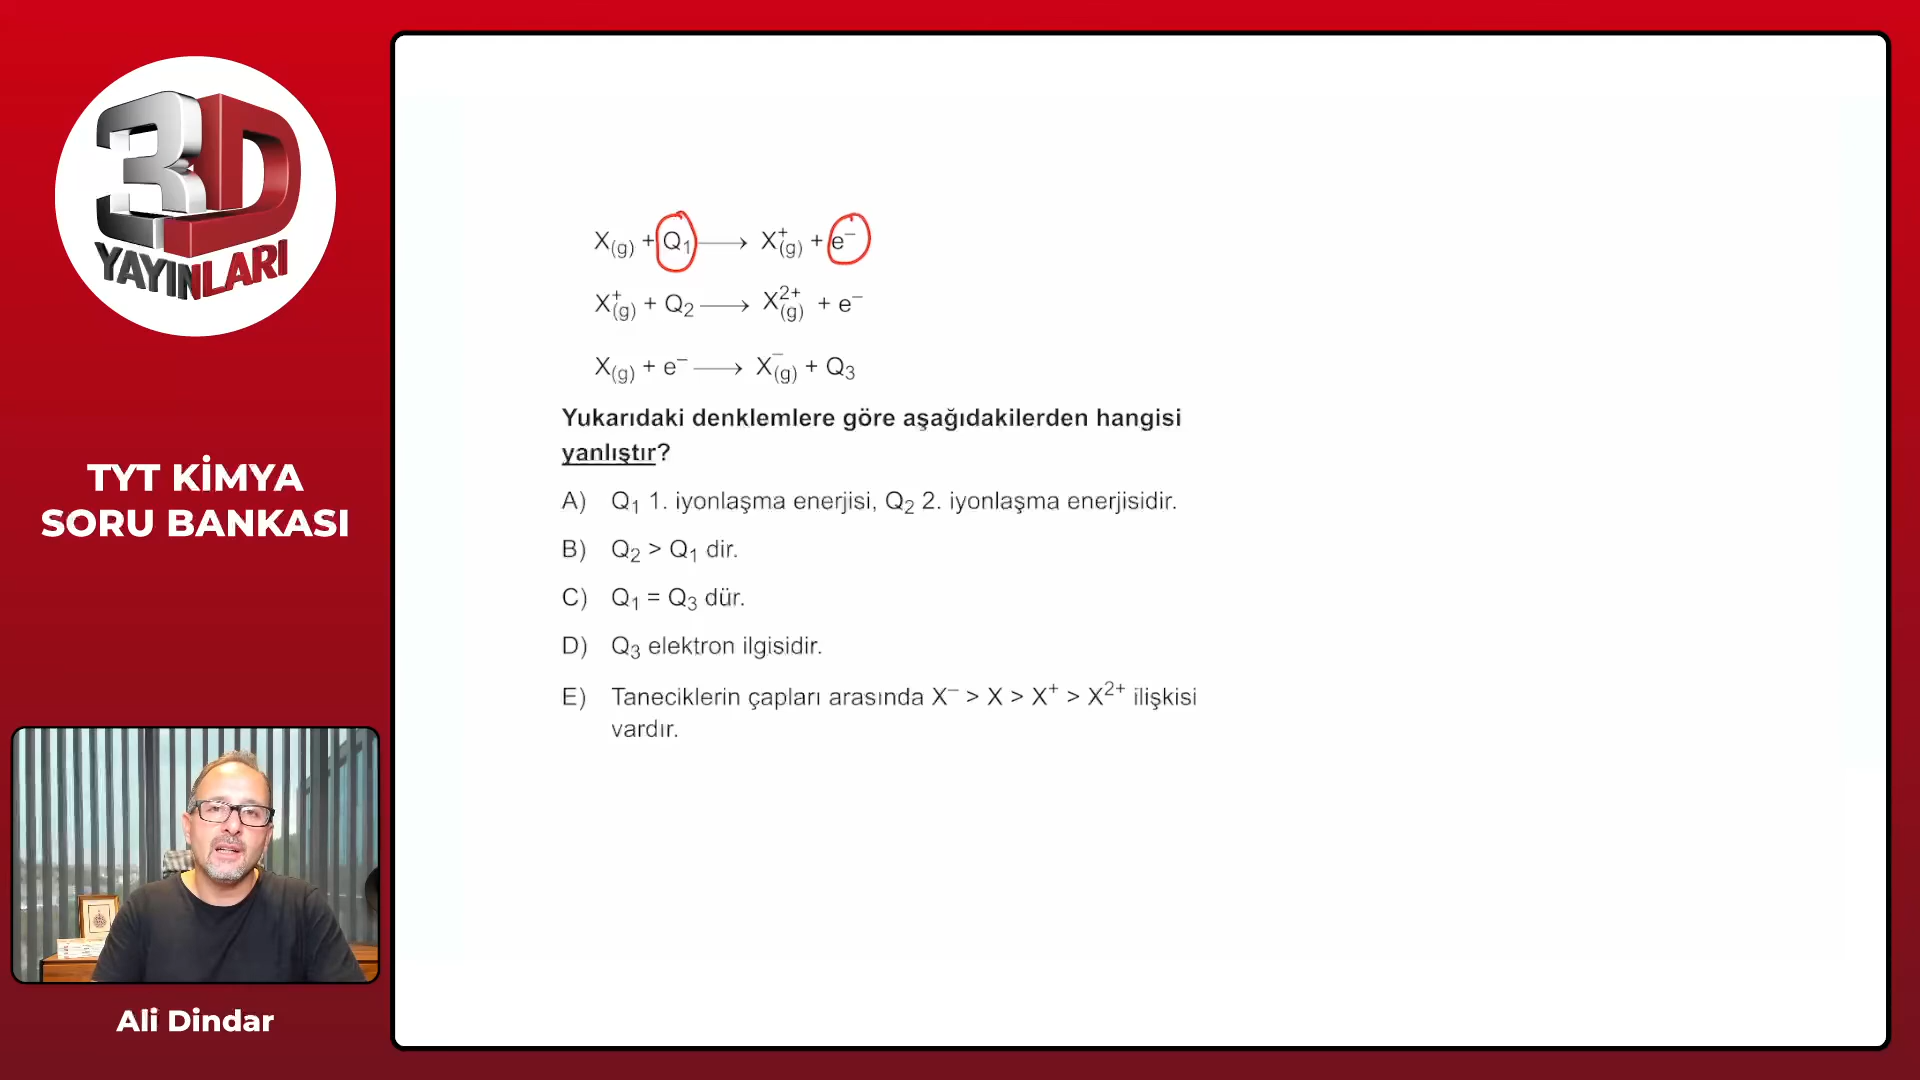 3D
YAYINLARI
TYT KİMYA
SORU BANKASI
Ali Dindar
X(g) + Q₁ ⟶ X⁺(g) + e⁻
X⁺(g) + Q₂ ⟶ X²⁺(g) + e⁻
X(g) + e⁻ ⟶ X⁻(g) + Q₃
Yukarıdaki denklemlere göre aşağıdakilerden hangisi
yanlıştır?
A) Q₁ 1. iyonlaşma enerjisi, Q₂ 2. iyonlaşma enerjisidir.
B) Q₂ > Q₁ dir.
C) Q₁ = Q₃ dür.
D) Q₃ elektron ilgisidir.
E) Taneciklerin çapları arasında X⁻ > X > X⁺ > X²⁺ ilişkisi
vardır.